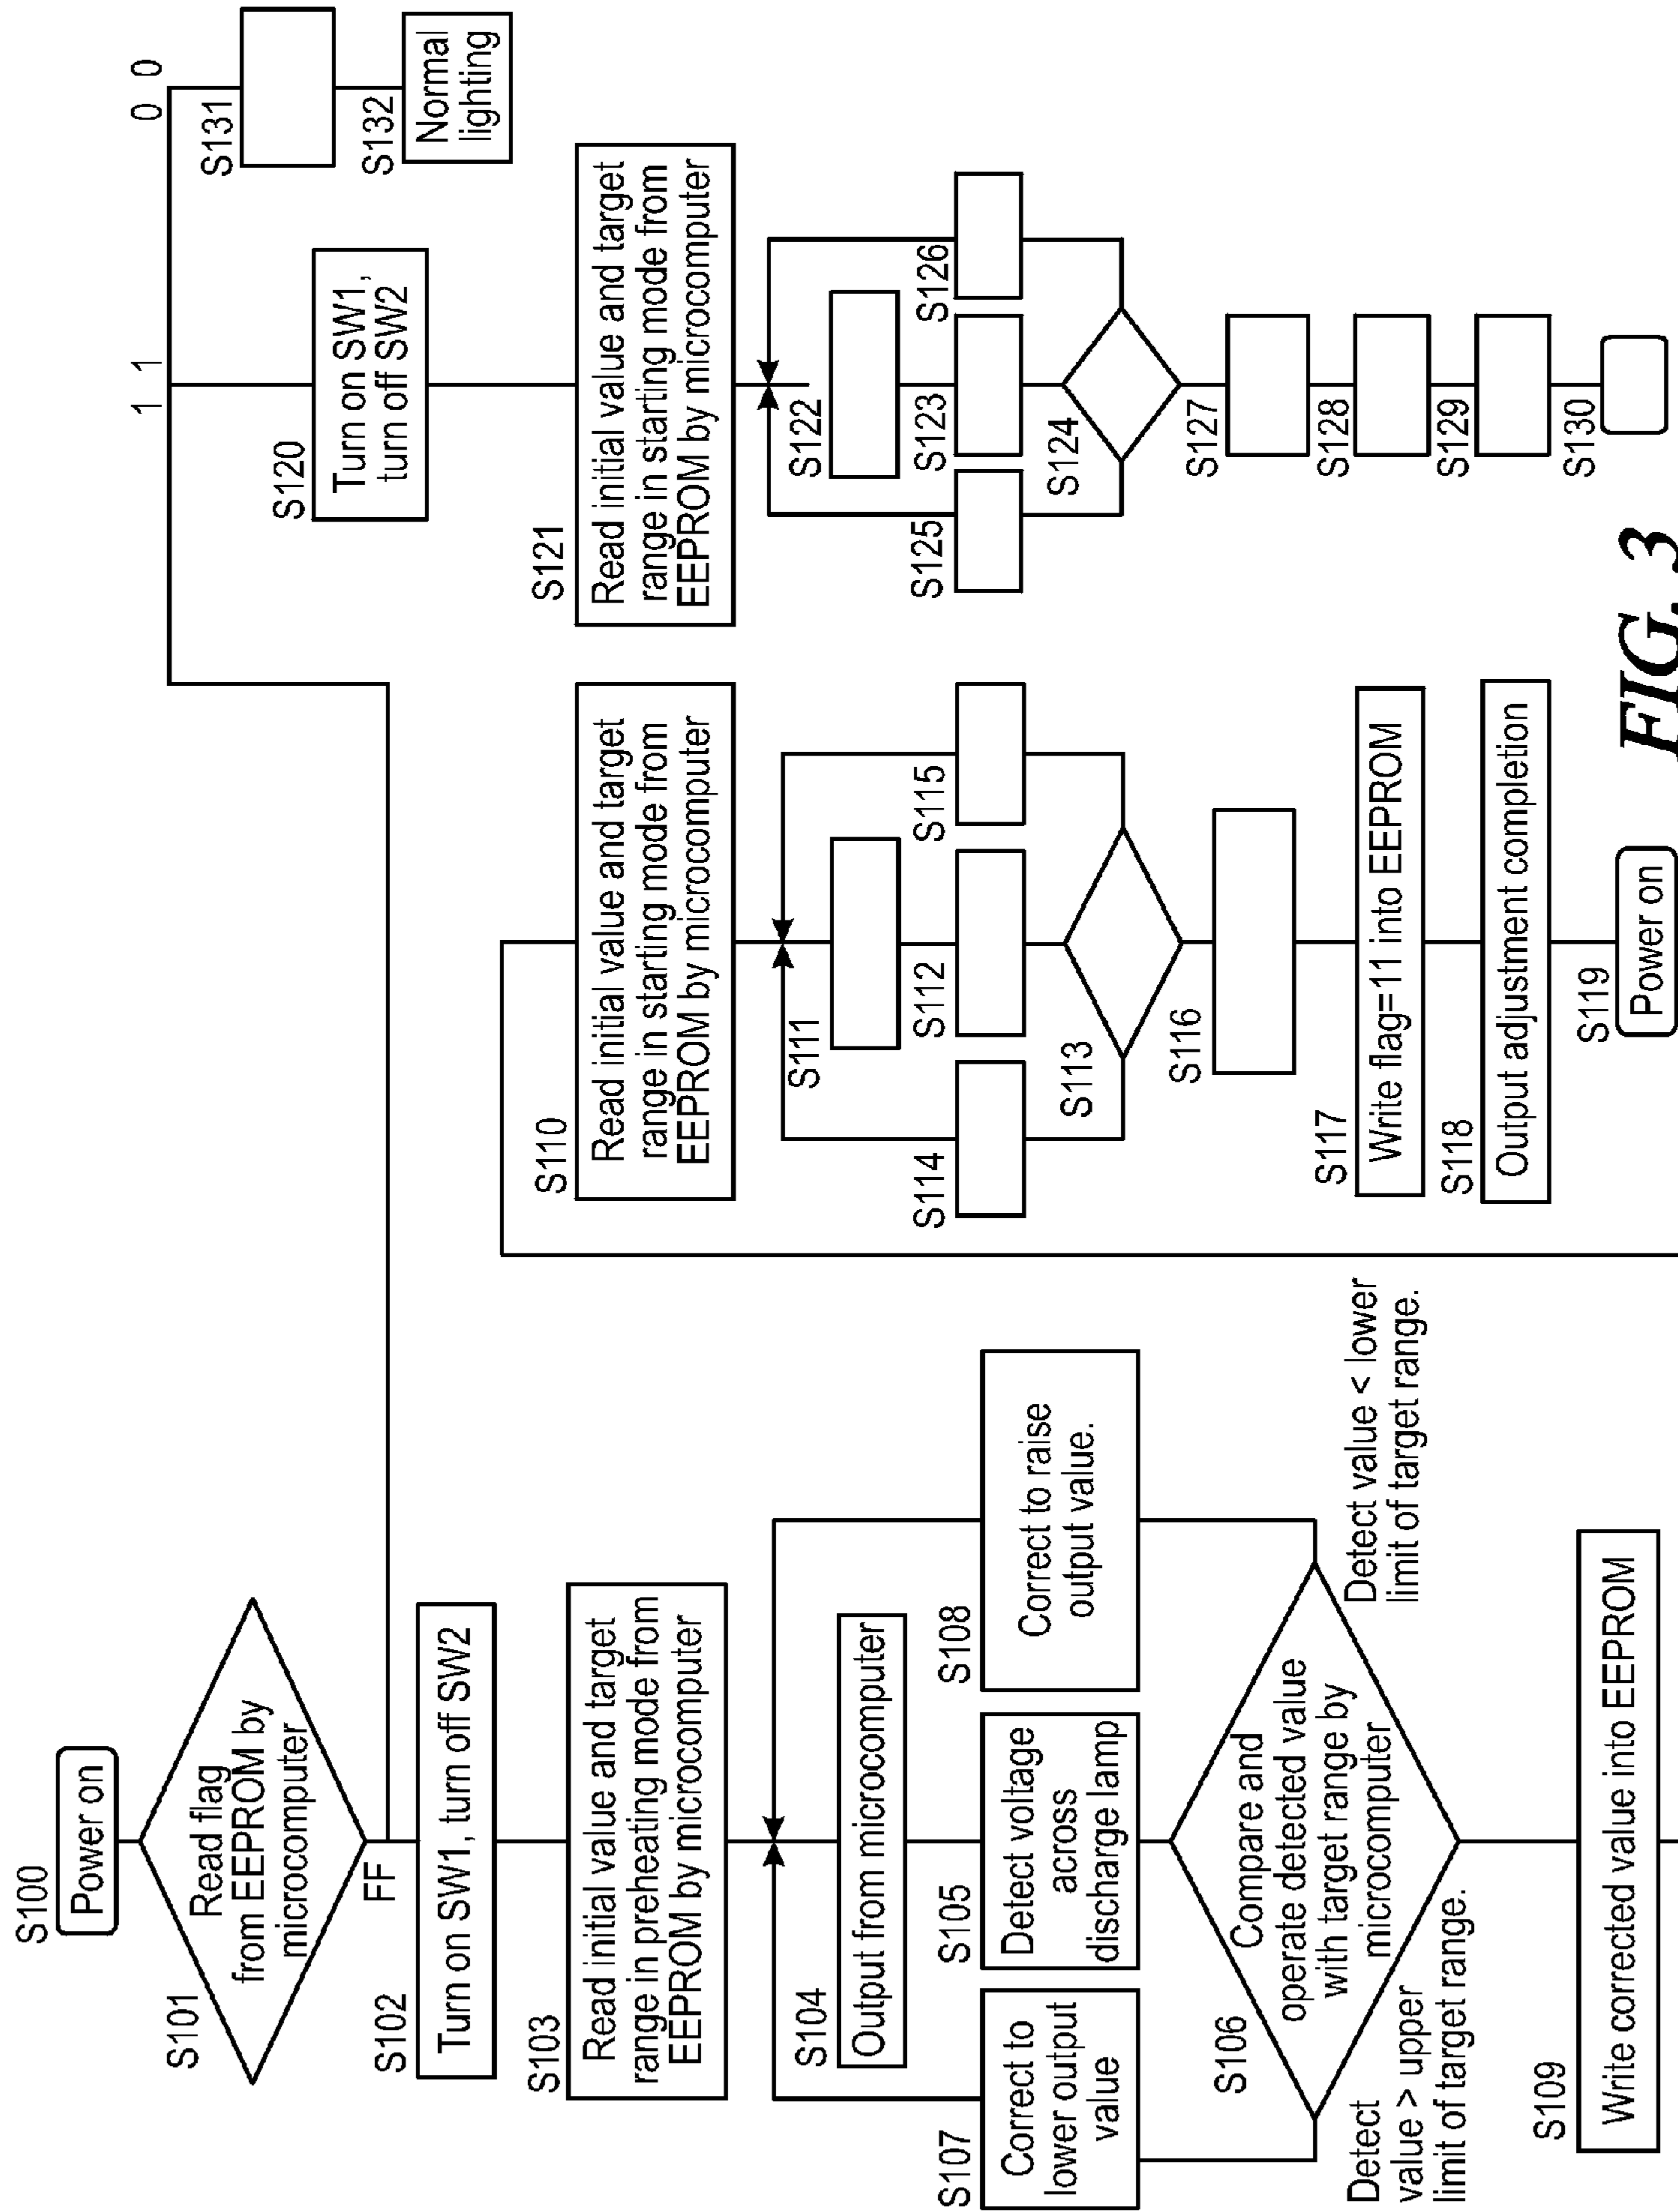 S100
Power on
S101
Read flag
from EEPROM by
microcomputer
FF
1 1
0 0
S102
Turn on SW1, turn off SW2
S103
Read initial value and target
range in preheating mode from
EEPROM by microcomputer
S104
Output from microcomputer
S105
Detect voltage
across
discharge lamp
S106
Compare and
operate detected value
with target range by
microcomputer
S107
Correct to
lower output
value
S108
Correct to raise
output value.
Detect
value > upper
limit of target range.
Detect value < lower
limit of target range.
S109
Write corrected value into EEPROM
S110
Read initial value and target
range in starting mode from
EEPROM by microcomputer
S111
S112
S113
S114
S115
S116
S117
Write flag=11 into EEPROM
S118
Output adjustment completion
S119
Power on
S120
Turn on SW1,
turn off SW2
S121
Read initial value and target
range in starting mode from
EEPROM by microcomputer
S122
S123
S124
S125
S126
S127
S128
S129
S130
S131
S132
Normal
lighting
FIG. 3